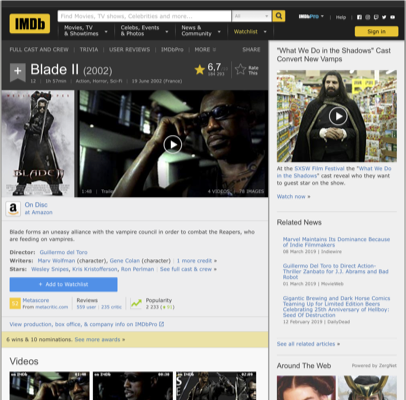 IMDb
Find Movies, TV shows, Celebrities and more...
All
IMDbPro
Help
Movies, TV
& Showtimes
Celebs, Events
& Photos
News &
Community
Watchlist
Sign in
FULL CAST AND CREW | TRIVIA | USER REVIEWS | IMDbPro | MORE
SHARE
Blade II (2002)
6,7
Rate
This
12 | 1h 57min | Action, Horror, Sci-Fi | 19 June 2002 (France)
BLADE II
1:48 | Trailer
4 VIDEOS
78 IMAGES
On Disc
at Amazon
Blade forms an uneasy alliance with the vampire council in order to combat the Reapers, who
are feeding on vampires.
Director: Guillermo del Toro
Writers: Marv Wolfman (character), Gene Colan (character) | 1 more credit »
Stars: Wesley Snipes, Kris Kristofferson, Ron Perlman | See full cast & crew »
+ Add to Watchlist
Metascore
From metacritic.com
Reviews
559 user | 235 critic
Popularity
View production, box office, & company info on IMDbPro
6 wins & 10 nominations. See more awards »
Videos
"What We Do in the Shadows" Cast
Convert New Vamps
At the SXSW Film Festival the "What We Do
in the Shadows" cast reveal who they want
to guest star on the show.
Watch now »
Related News
Marvel Maintains Its Dominance Because
of Indie Filmmakers
08 March 2019 | Indiewire
Guillermo Del Toro to Direct Action-
Thriller Zanbato for J.J. Abrams and Bad
Robot
01 March 2019 | MovieWeb
Gigantic Brewing and Dark Horse Comics
Teaming Up for Limited Edition Beers
Celebrating 25th Anniversary of Hellboy:
Seed Of Destruction
12 February 2019 | DailyDead
See all related articles »
Around The Web
Powered by ZergNet